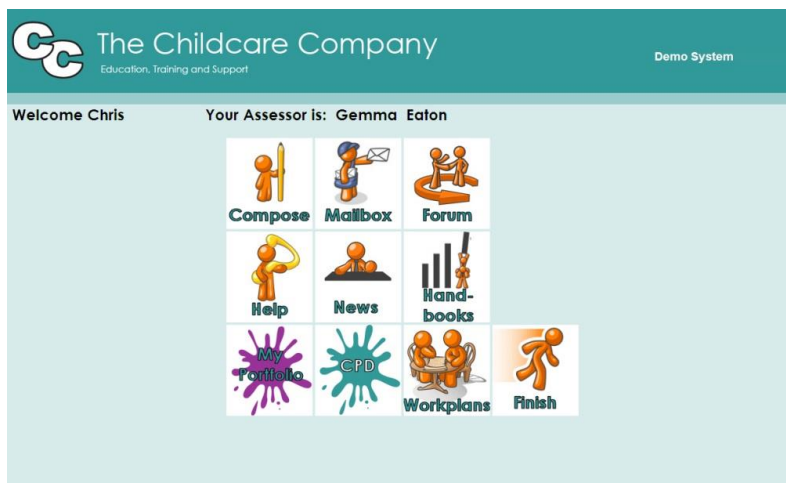 CC The Childcare Company
Education, Training and Support
Demo System
Welcome Chris Your Assessor is: Gemma Eaton
Compose Mailbox Forum
Help News Hand-
books
My
Portfolio CPD Workplans Finish